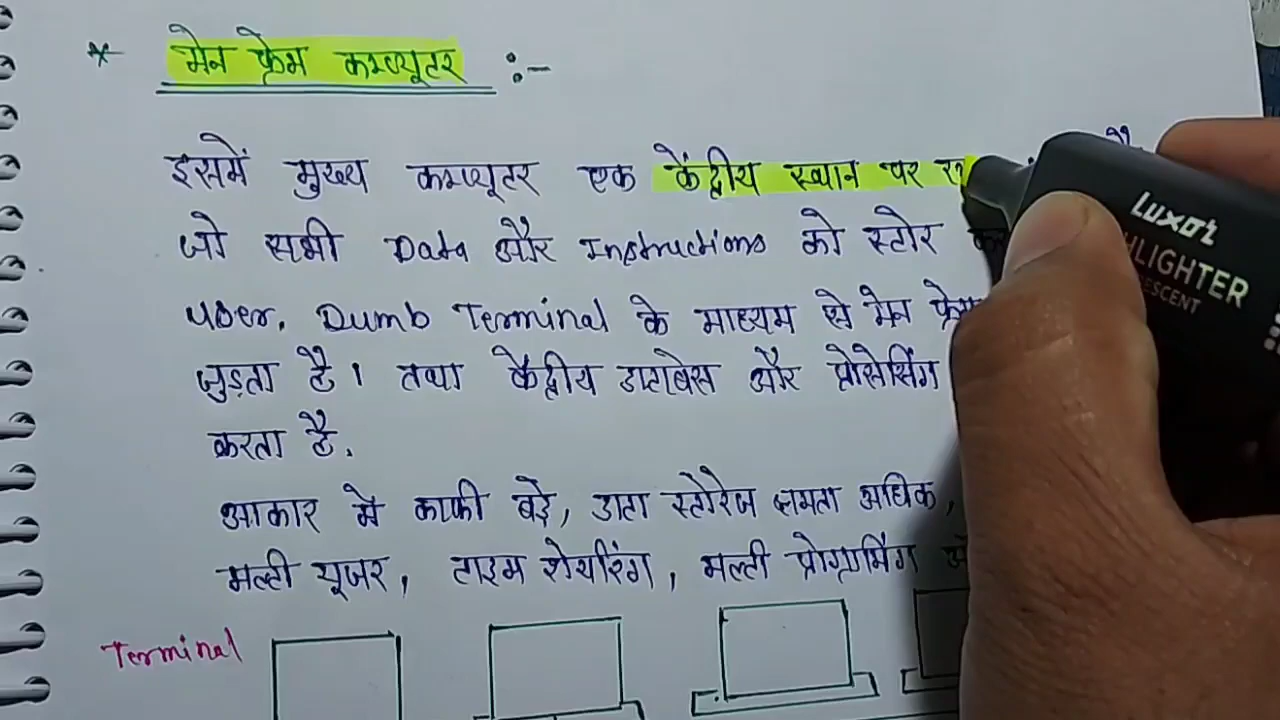 * मेन फ्रेम कम्प्यूटर :-
इसमें मुख्य कम्प्यूटर एक केंद्रीय स्थान पर
जो सभी Data और Instructions को स्टोर
User, Dumb Terminal के माध्यम से मेन फ्रेम
जुड़ता है। तथा केंद्रीय डाटाबेस और प्रोसेसिंग
करता है.
आकार में काफी बड़े, डाटा स्टोरेज क्षमता अधिक,
मल्टी यूजर, टाइम शेयरिंग, मल्टी प्रोग्रामिंग
Terminal
Luxor
HIGHLIGHTER